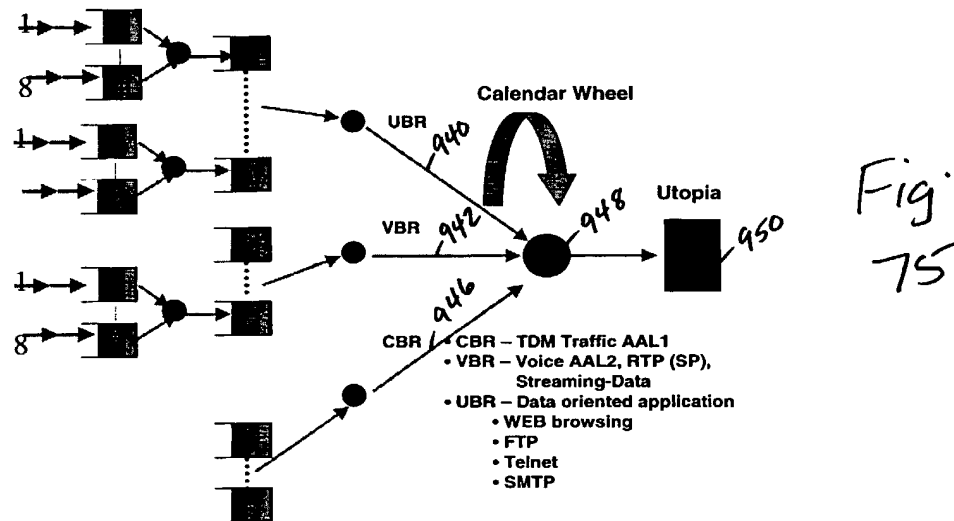 1
8
1
1
8
UBR
940
Calendar Wheel
VBR
942
948
Utopia
950
Fig.
75
CBR
946
• CBR – TDM Traffic AAL1
• VBR – Voice AAL2, RTP (SP),
Streaming-Data
• UBR – Data oriented application
• WEB browsing
• FTP
• Telnet
• SMTP